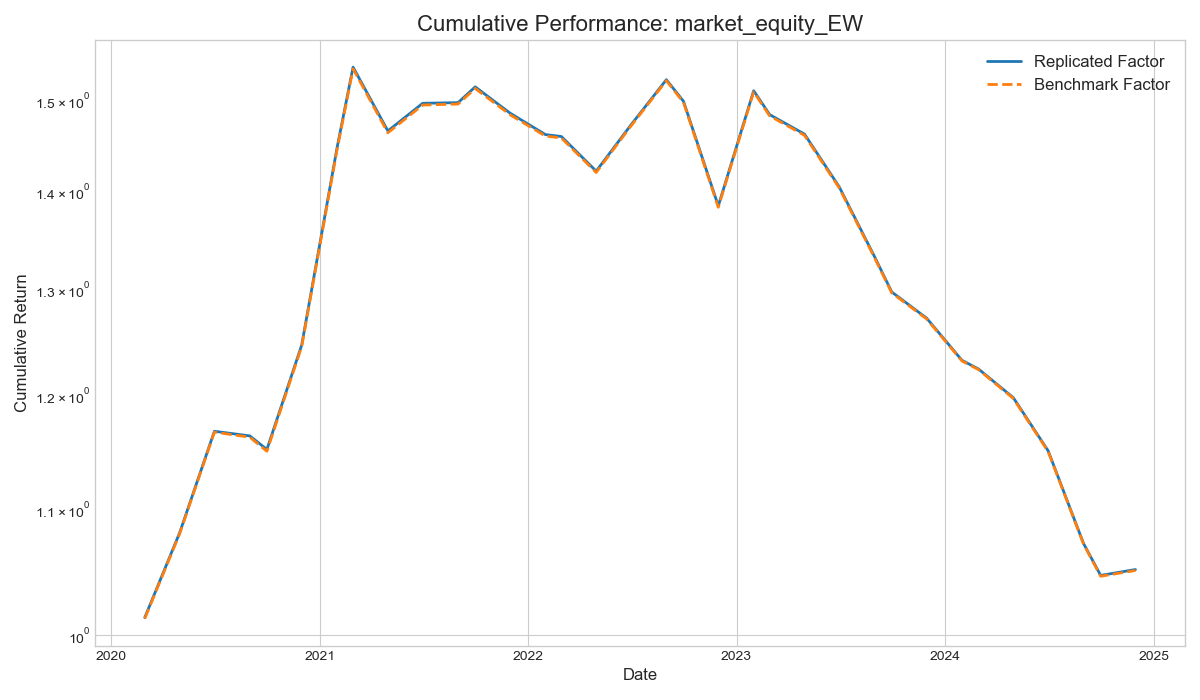 Cumulative Performance: market_equity_EW
Replicated Factor
Benchmark Factor
1.5 × 10⁰
1.4 × 10⁰
1.3 × 10⁰
1.2 × 10⁰
1.1 × 10⁰
10⁰
Cumulative Return
2020 2021 2022 2023 2024 2025
Date